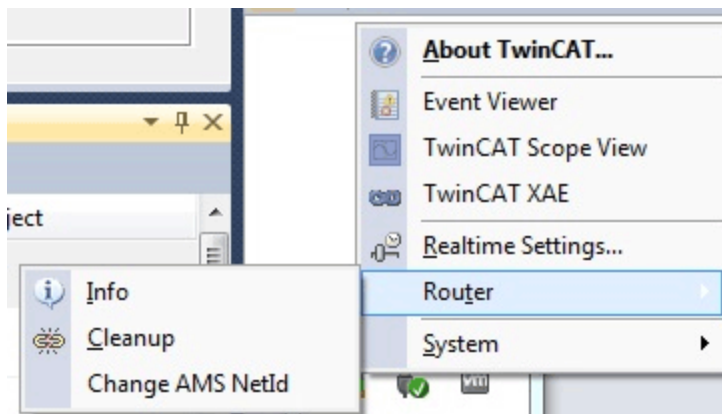 About TwinCAT...
Event Viewer
TwinCAT Scope View
TwinCAT XAE
ject
Realtime Settings...
Info
Router
Cleanup
System
Change AMS NetId